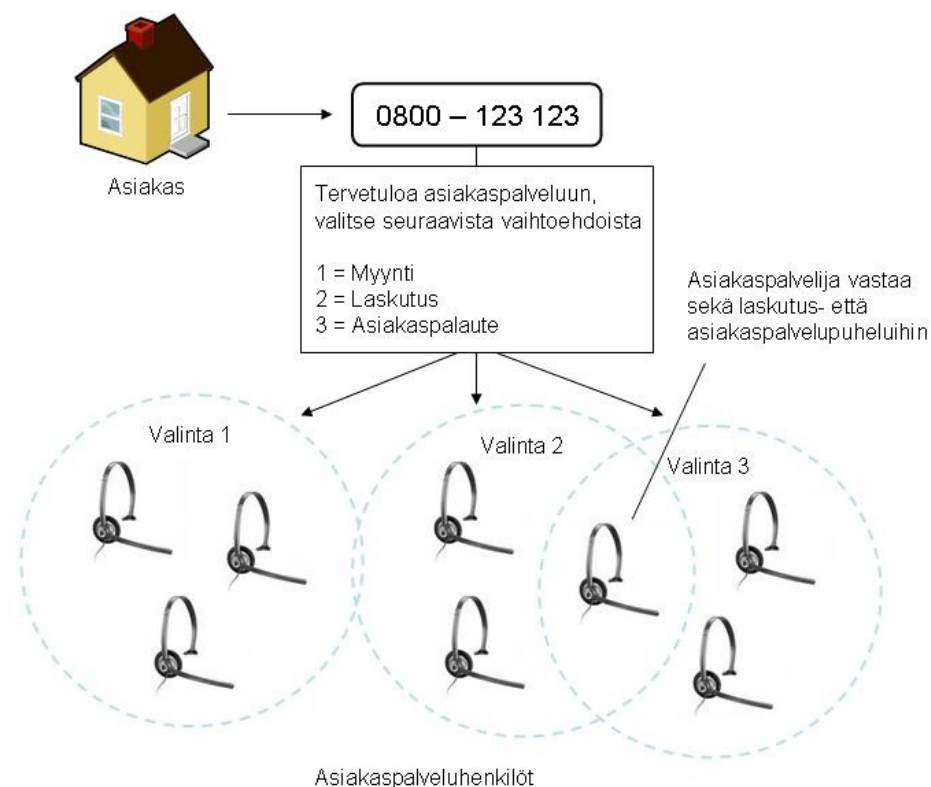 Asiakas
0800 – 123 123
Tervetuloa asiakaspalveluun,
valitse seuraavista vaihtoehdoista
1 = Myynti
2 = Laskutus
3 = Asiakaspalaute
Asiakaspalvelija vastaa
sekä laskutus- että
asiakaspalvelupuheluihin
Valinta 1
Valinta 2
Valinta 3
Asiakaspalveluhenkilöt